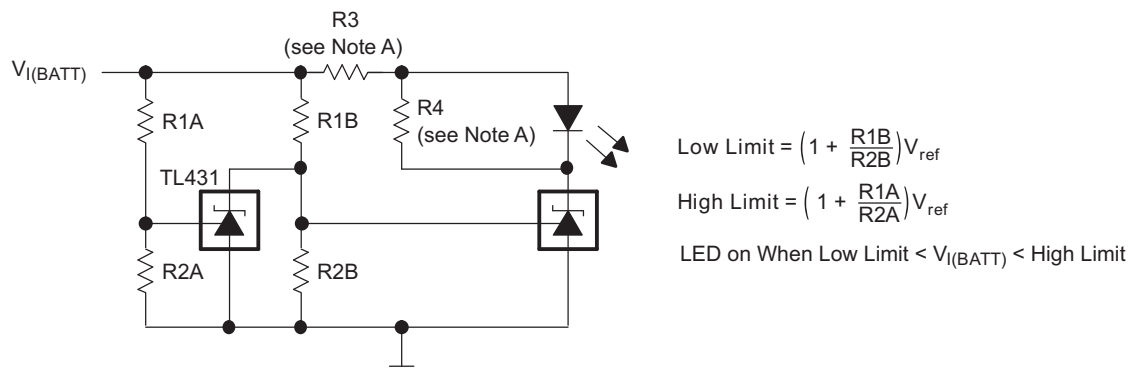 R3
(see Note A)
V_I(BATT)
R1A
R1B
R4
(see Note A)
TL431
R2A
R2B
Low Limit = (1 + R1B/R2B) V_ref
High Limit = (1 + R1A/R2A) V_ref
LED on When Low Limit < V_I(BATT) < High Limit